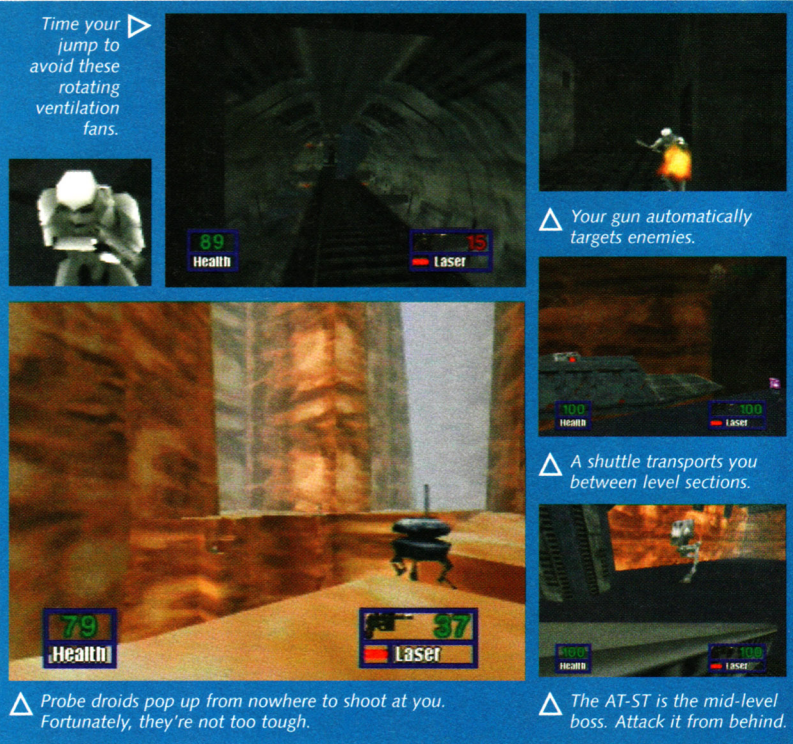 Time your
jump to
avoid these
rotating
ventilation
fans.
89
Health
15
Laser
Your gun automatically
targets enemies.
100
Health
100
Laser
A shuttle transports you
between level sections.
79
Health
37
Laser
100
Health
100
Laser
Probe droids pop up from nowhere to shoot at you.
Fortunately, they're not too tough.
The AT-ST is the mid-level
boss. Attack it from behind.